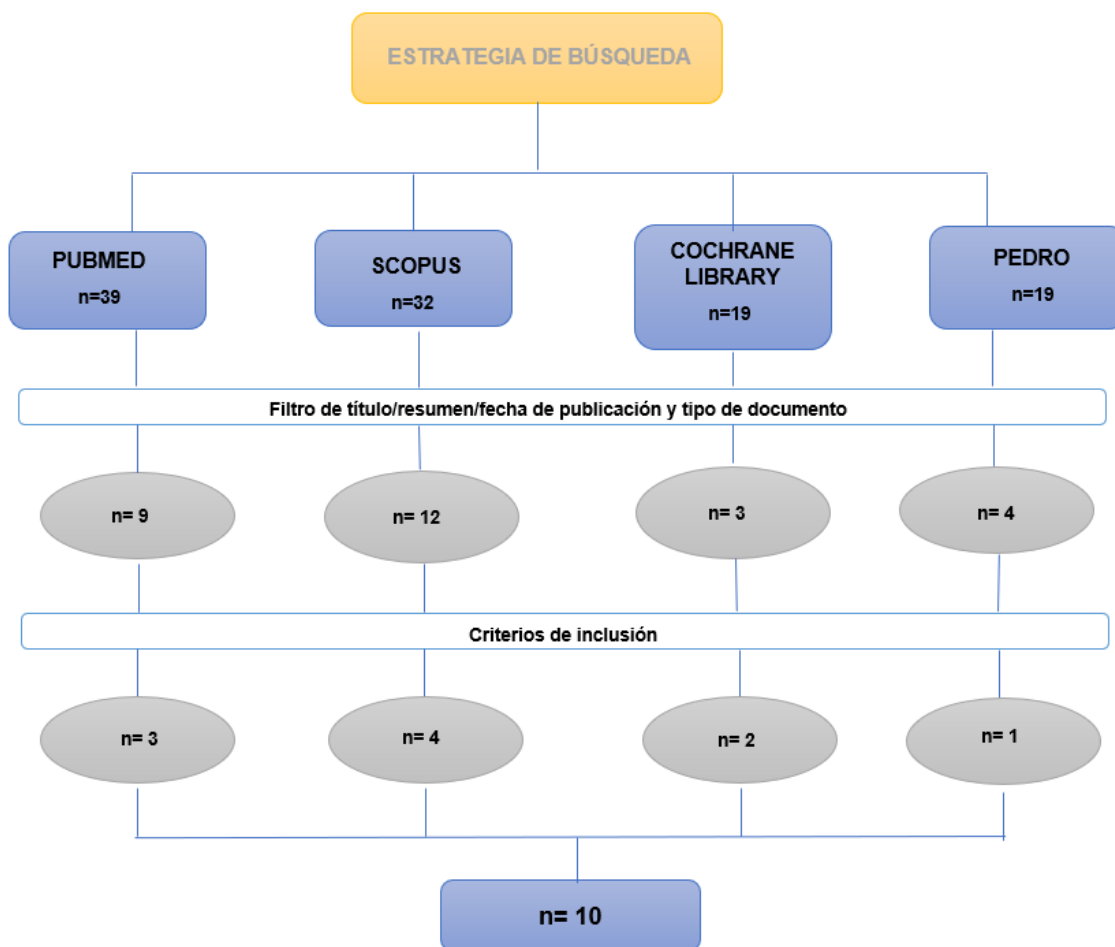 ESTRATEGIA DE BÚSQUEDA
PUBMED
n=39
SCOPUS
n=32
COCHRANE
LIBRARY
n=19
PEDRO
n=19
Filtro de título/resumen/fecha de publicación y tipo de documento
n= 9
n= 12
n= 3
n= 4
Criterios de inclusión
n= 3
n= 4
n= 2
n= 1
n= 10